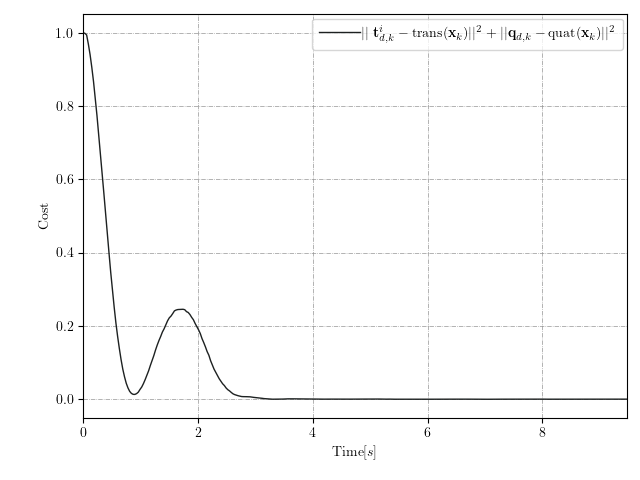 || t^i_{d,k} − trans(x_k)||² + ||q_{d,k} − quat(x_k)||²
1.0
0.8
0.6
0.4
0.2
0.0
Cost
0 2 4 6 8
Time[s]